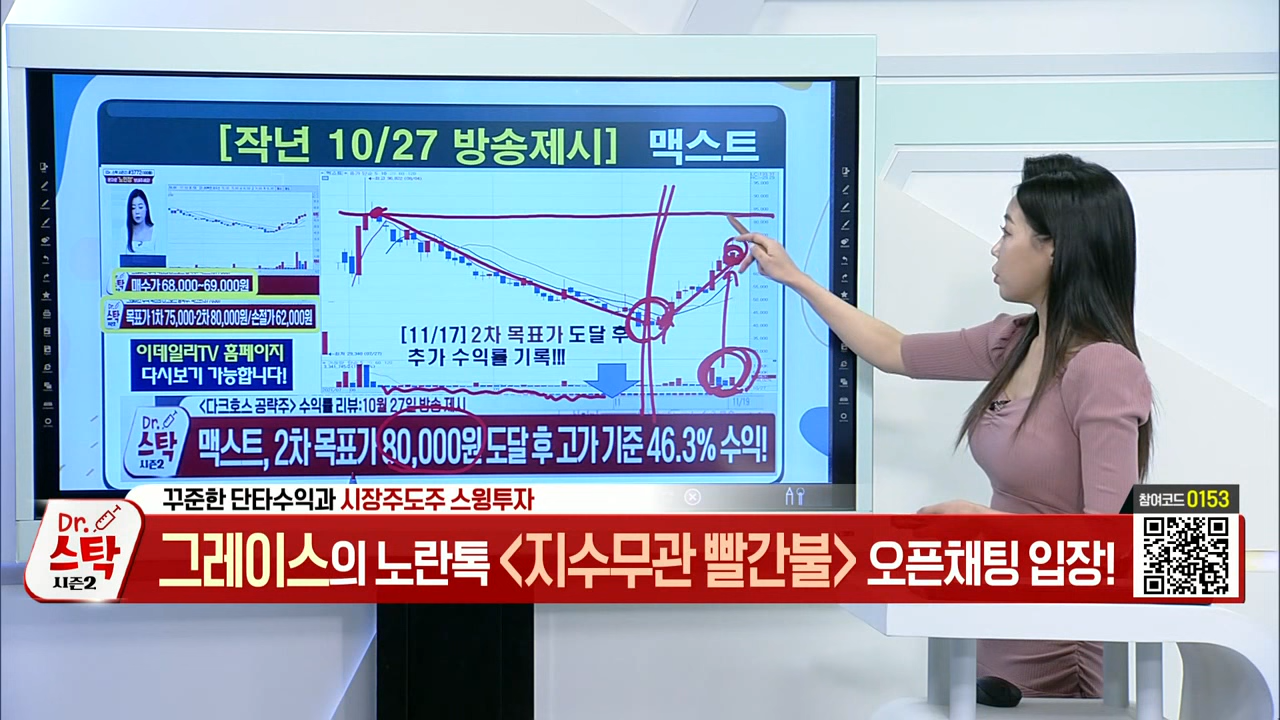 [작년 10/27 방송제시] 맥스트
매수가 68,000~69,000원
목표가 1차 75,000·2차 80,000원/손절가 62,000원
이데일리TV 홈페이지
다시보기 가능합니다!
[11/17] 2차 목표가 도달 후
추가 수익률 기록!!!
11
11/19
<다크호스 공략주> 수익률 리뷰:10월 27일 방송 제시
Dr.
스탁
시즌2
맥스트, 2차 목표가 80,000원 도달 후 고가 기준 46.3% 수익!
꾸준한 단타수익과 시장주도주 스윙투자
참여코드 0153
Dr.
스탁
시즌2
그레이스의 노란톡 <지수무관 빨간불> 오픈채팅 입장!